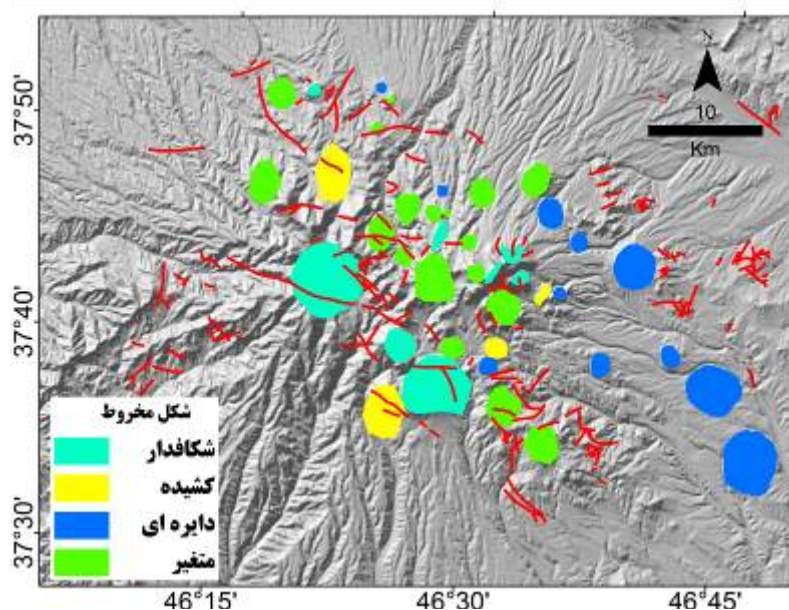 37°50'
37°40'
37°30'
N
10
Km
شکل مخروط
شکافدار
کشیده
دایره ای
متغیر
46°15'
46°30'
46°45'